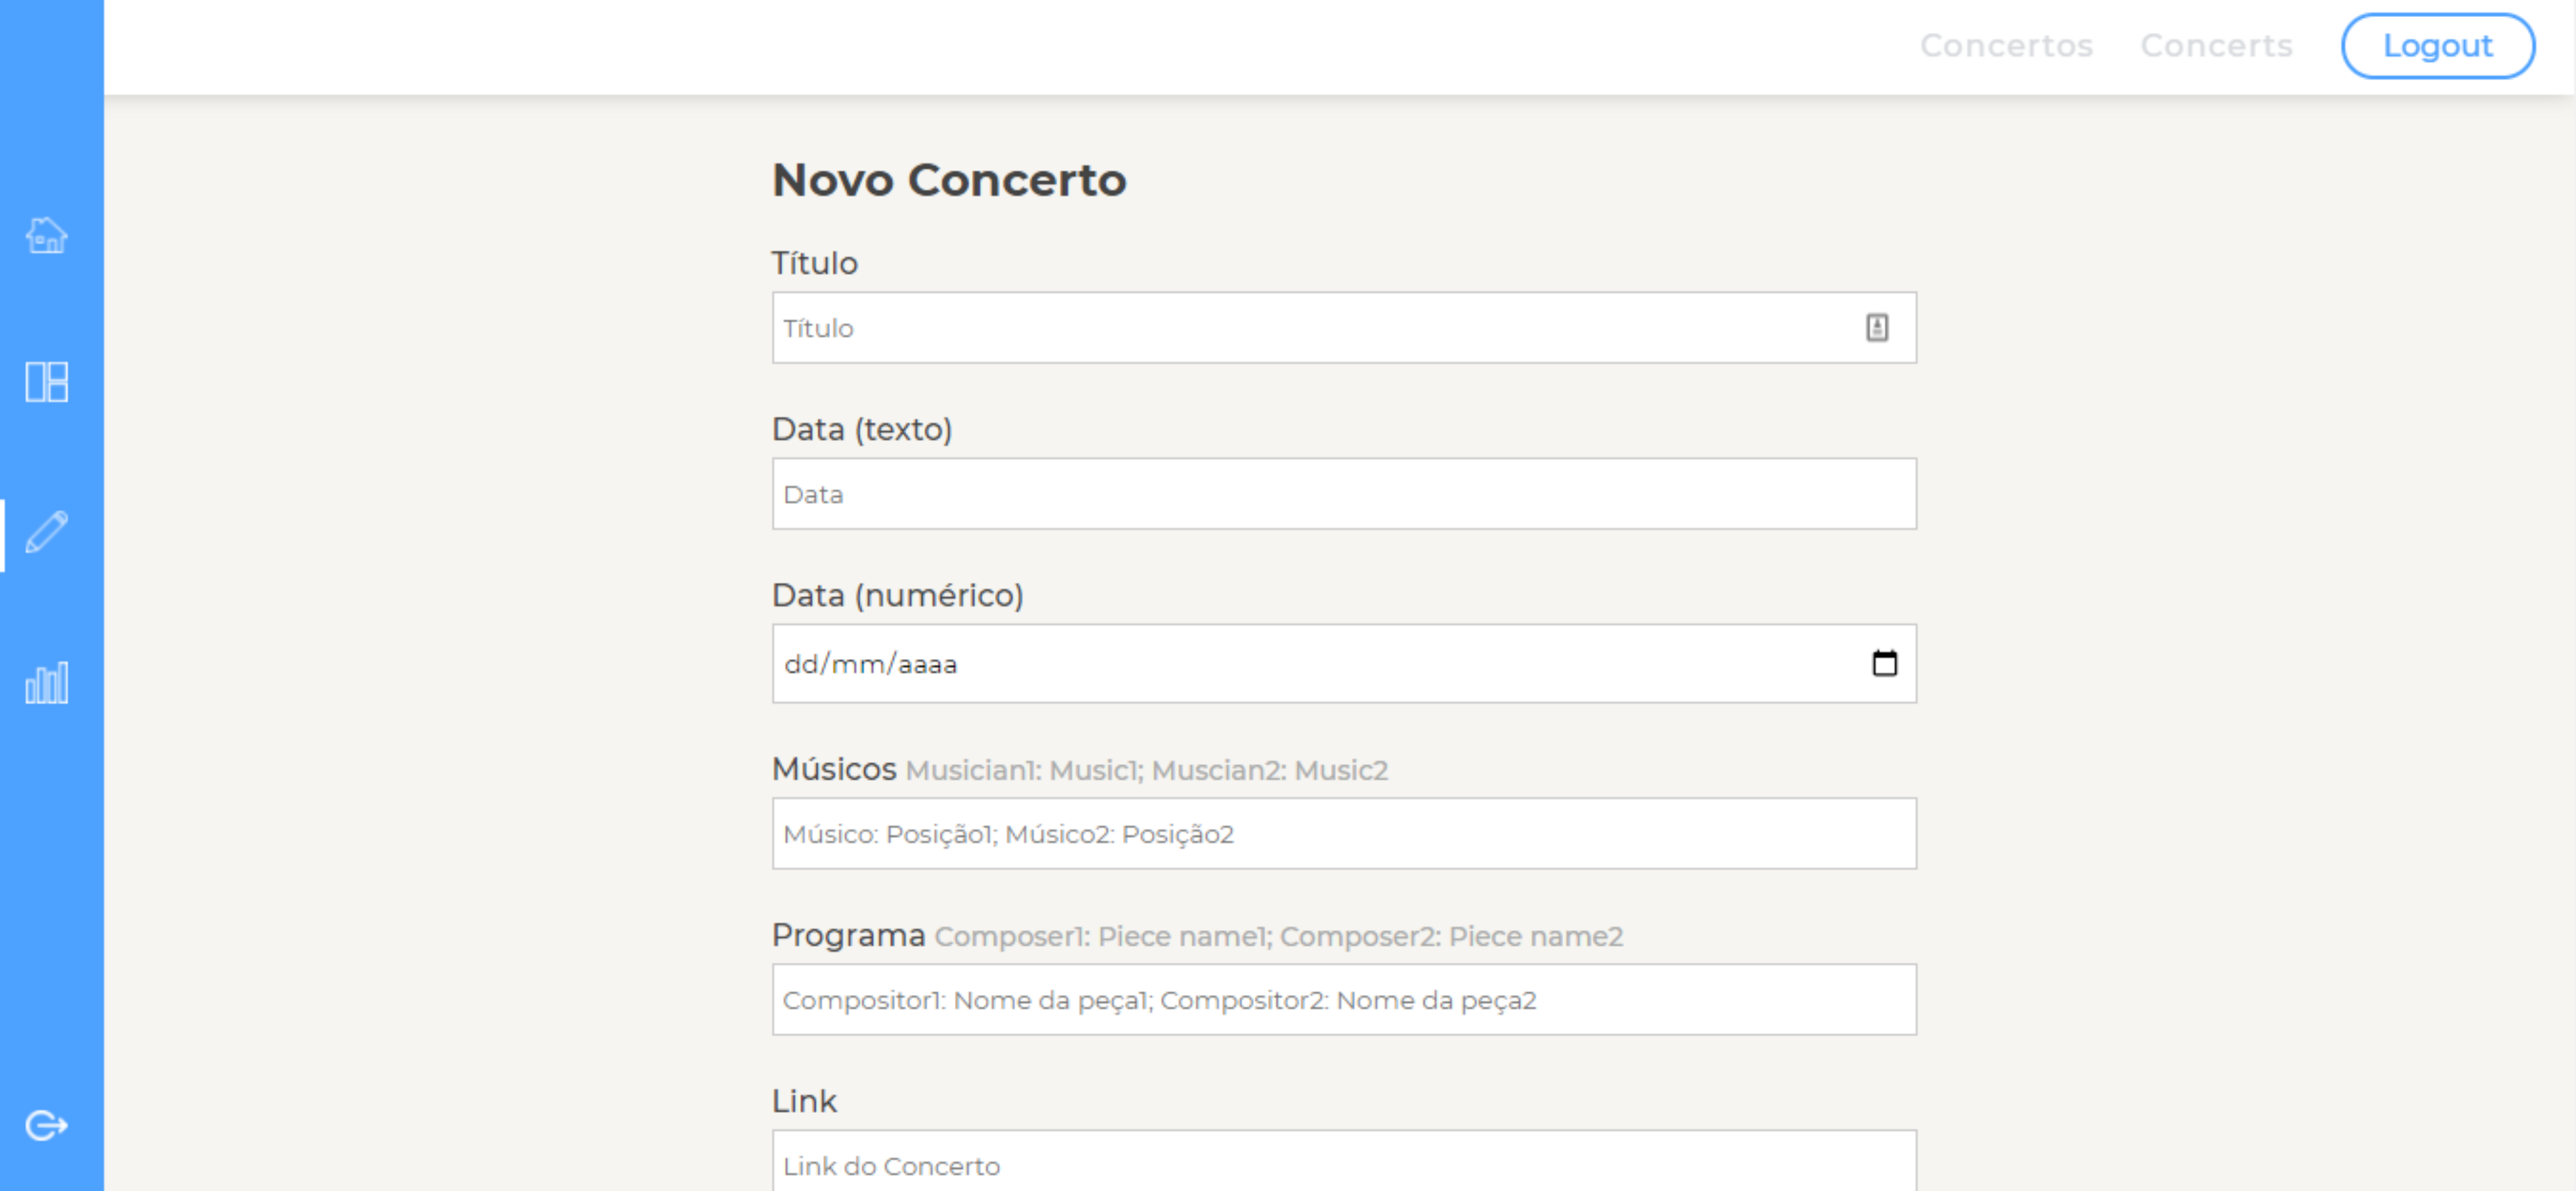 Concertos Concerts Logout
Novo Concerto
Título
Título
Data (texto)
Data
Data (numérico)
dd/mm/aaaa
Músicos Musician1: Music1; Muscian2: Music2
Músico: Posição1; Músico2: Posição2
Programa Composer1: Piece name1; Composer2: Piece name2
Compositor1: Nome da peça1; Compositor2: Nome da peça2
Link
Link do Concerto